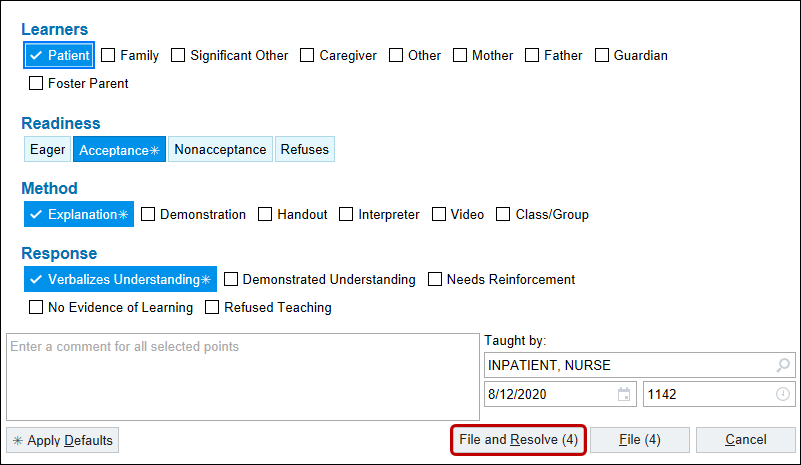 Learners
Patient Family Significant Other Caregiver Other Mother Father Guardian
Foster Parent
Readiness
Eager Acceptance✳ Nonacceptance Refuses
Method
Explanation✳ Demonstration Handout Interpreter Video Class/Group
Response
Verbalizes Understanding✳ Demonstrated Understanding Needs Reinforcement
No Evidence of Learning Refused Teaching
Enter a comment for all selected points
Taught by:
INPATIENT, NURSE
8/12/2020 1142
✳ Apply Defaults File and Resolve (4) File (4) Cancel